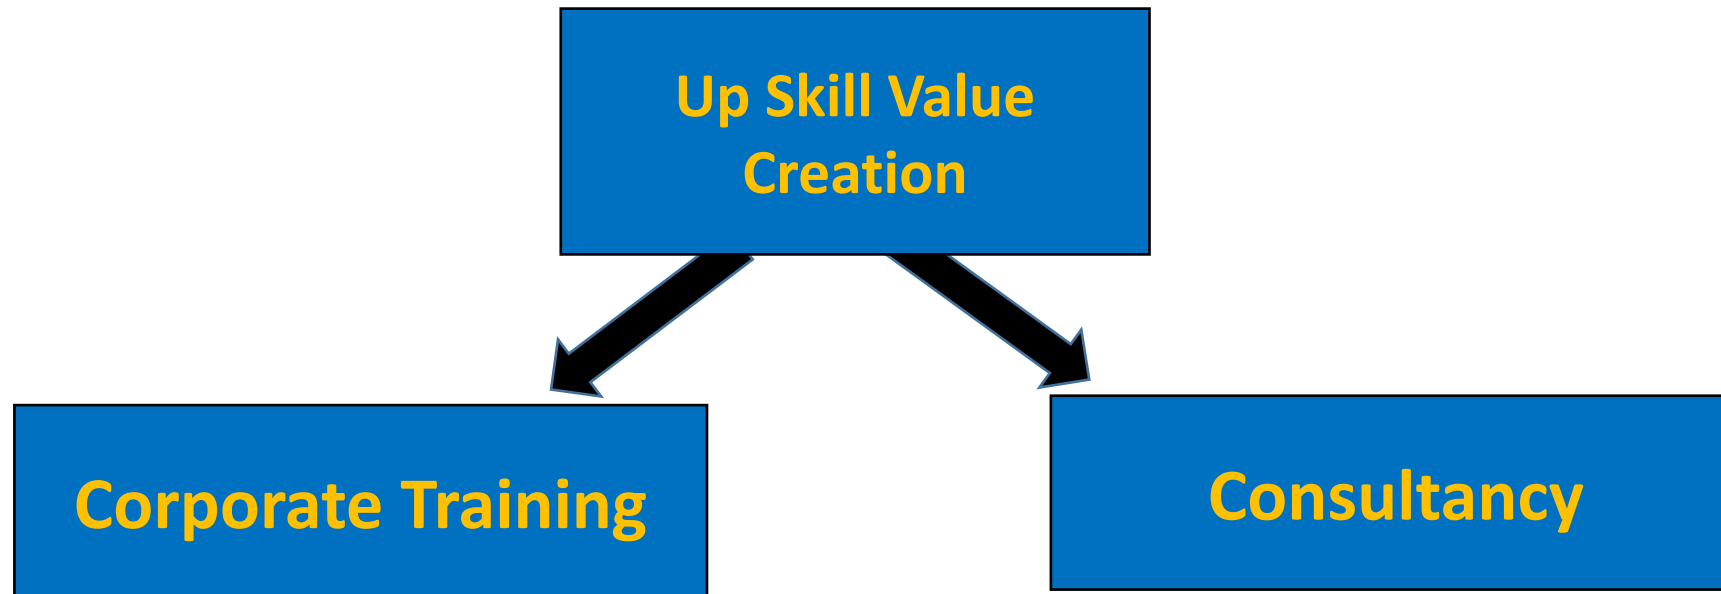 Up Skill Value
Creation
Corporate Training
Consultancy